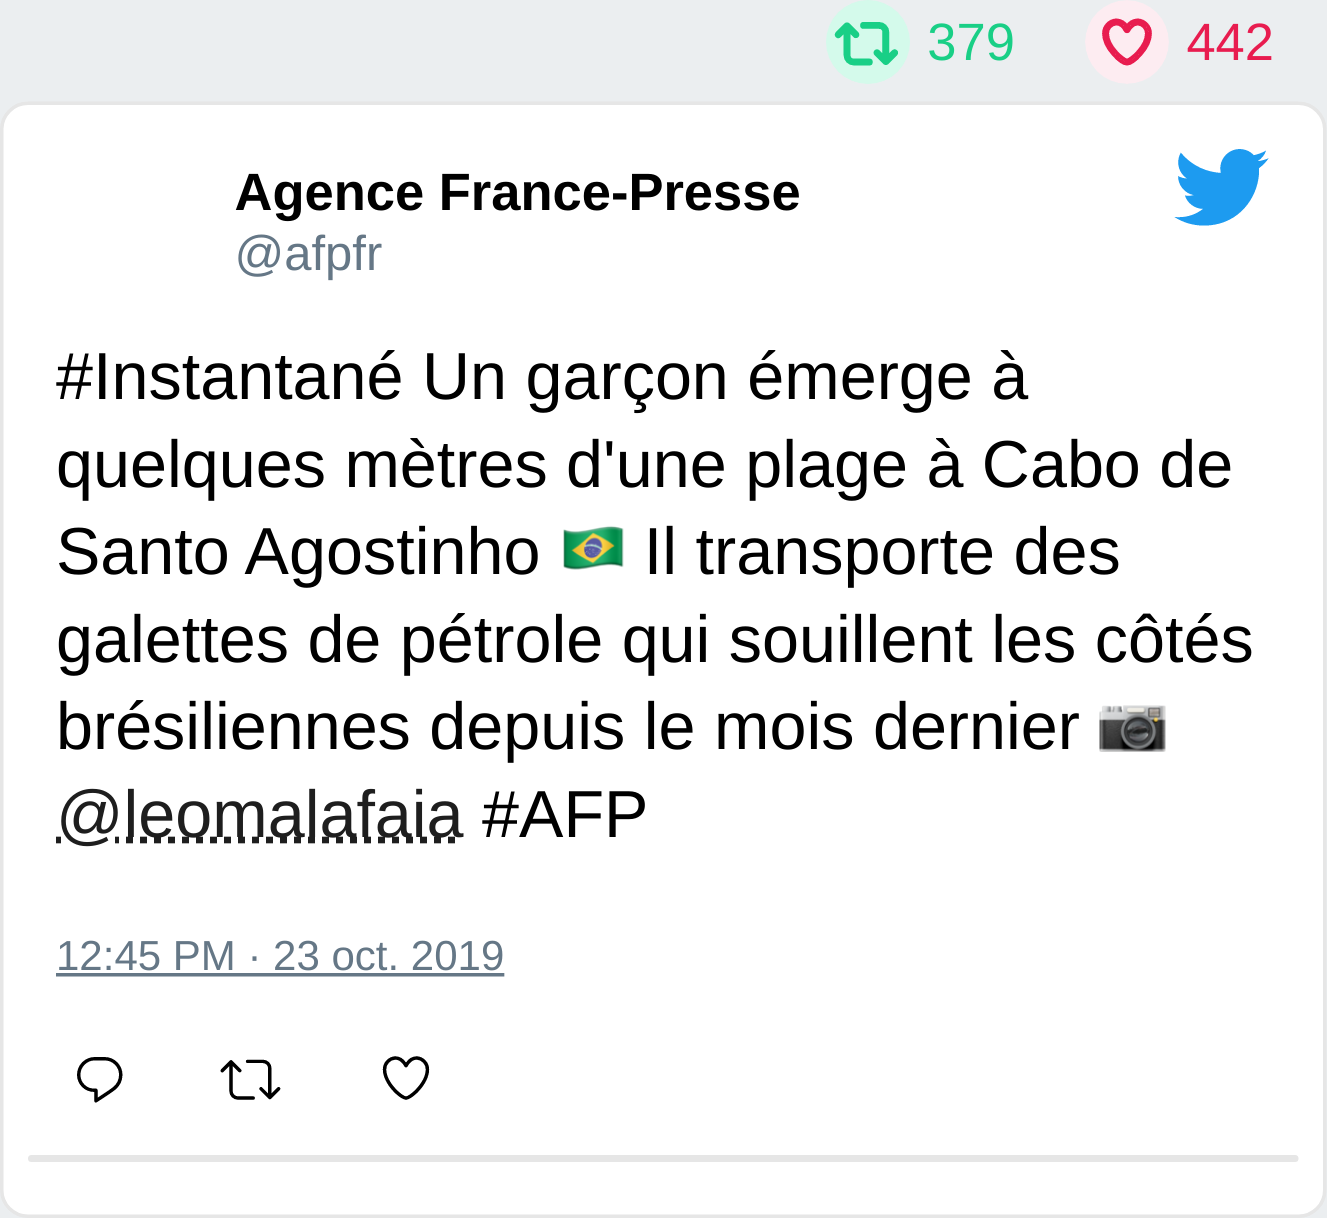 379 442
Agence France-Presse
@afpfr
#Instantané Un garçon émerge à
quelques mètres d'une plage à Cabo de
Santo Agostinho 🇧🇷 Il transporte des
galettes de pétrole qui souillent les côtés
brésiliennes depuis le mois dernier 📷
@leomalafaia #AFP
12:45 PM · 23 oct. 2019